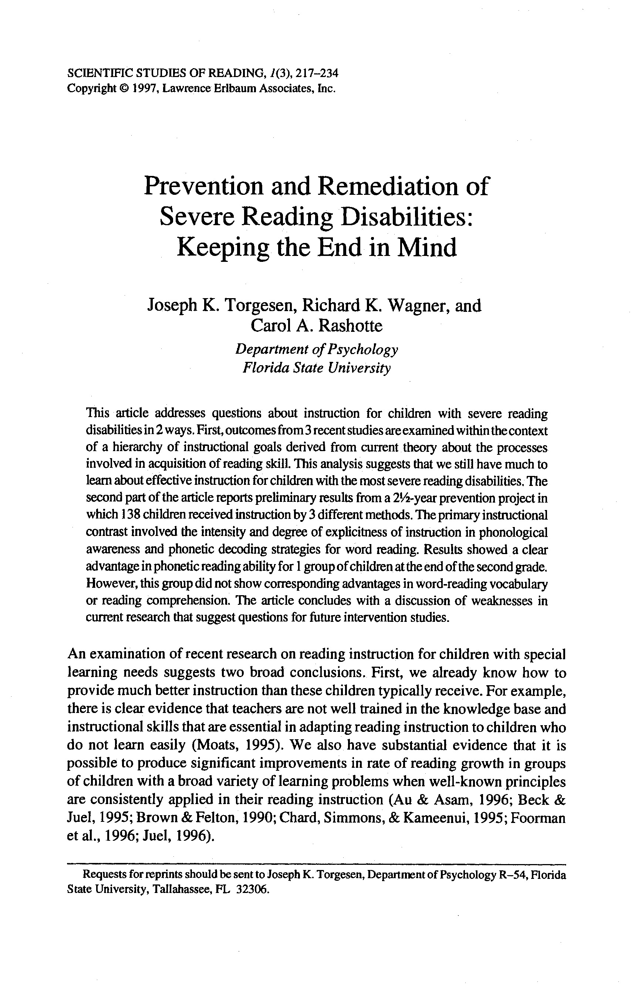 SCIENTIFIC STUDIES OF READING, 1(3), 217–234
Copyright © 1997, Lawrence Erlbaum Associates, Inc.
Prevention and Remediation of
Severe Reading Disabilities:
Keeping the End in Mind
Joseph K. Torgesen, Richard K. Wagner, and
Carol A. Rashotte
Department of Psychology
Florida State University
This article addresses questions about instruction for children with severe reading
disabilities in 2 ways. First, outcomes from 3 recent studies are examined within the context
of a hierarchy of instructional goals derived from current theory about the processes
involved in acquisition of reading skill. This analysis suggests that we still have much to
learn about effective instruction for children with the most severe reading disabilities. The
second part of the article reports preliminary results from a 2½-year prevention project in
which 138 children received instruction by 3 different methods. The primary instructional
contrast involved the intensity and degree of explicitness of instruction in phonological
awareness and phonetic decoding strategies for word reading. Results showed a clear
advantage in phonetic reading ability for 1 group of children at the end of the second grade.
However, this group did not show corresponding advantages in word-reading vocabulary
or reading comprehension. The article concludes with a discussion of weaknesses in
current research that suggest questions for future intervention studies.
An examination of recent research on reading instruction for children with special
learning needs suggests two broad conclusions. First, we already know how to
provide much better instruction than these children typically receive. For example,
there is clear evidence that teachers are not well trained in the knowledge base and
instructional skills that are essential in adapting reading instruction to children who
do not learn easily (Moats, 1995). We also have substantial evidence that it is
possible to produce significant improvements in rate of reading growth in groups
of children with a broad variety of learning problems when well-known principles
are consistently applied in their reading instruction (Au & Asam, 1996; Beck &
Juel, 1995; Brown & Felton, 1990; Chard, Simmons, & Kameenui, 1995; Foorman
et al., 1996; Juel, 1996).
Requests for reprints should be sent to Joseph K. Torgesen, Department of Psychology R–54, Florida
State University, Tallahassee, FL 32306.